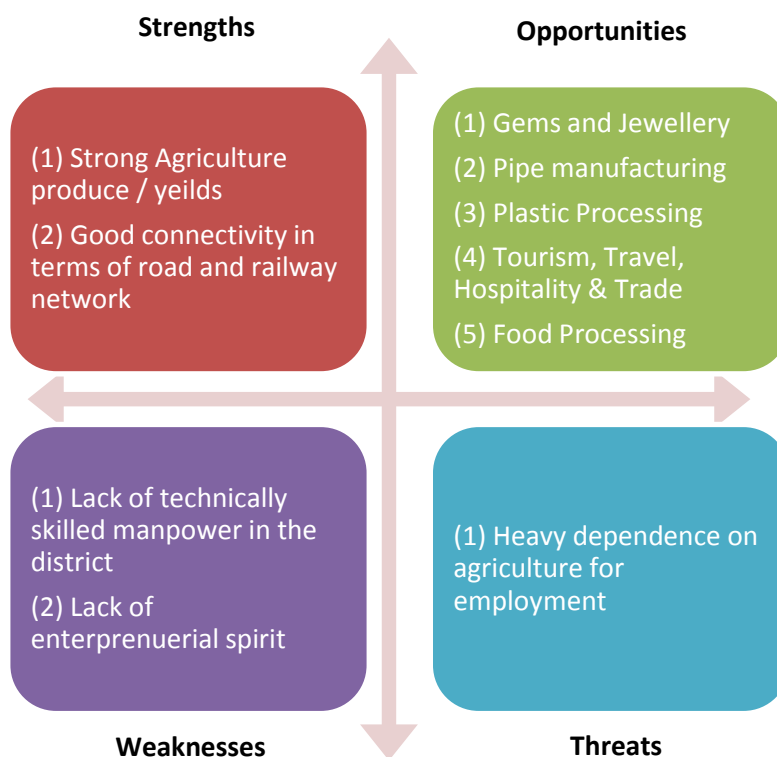 Strengths
Opportunities
(1) Strong Agriculture
produce / yeilds
(2) Good connectivity in
terms of road and railway
network
(1) Gems and Jewellery
(2) Pipe manufacturing
(3) Plastic Processing
(4) Tourism, Travel,
Hospitality & Trade
(5) Food Processing
(1) Lack of technically
skilled manpower in the
district
(2) Lack of
enterprenuerial spirit
(1) Heavy dependence on
agriculture for
employment
Weaknesses
Threats